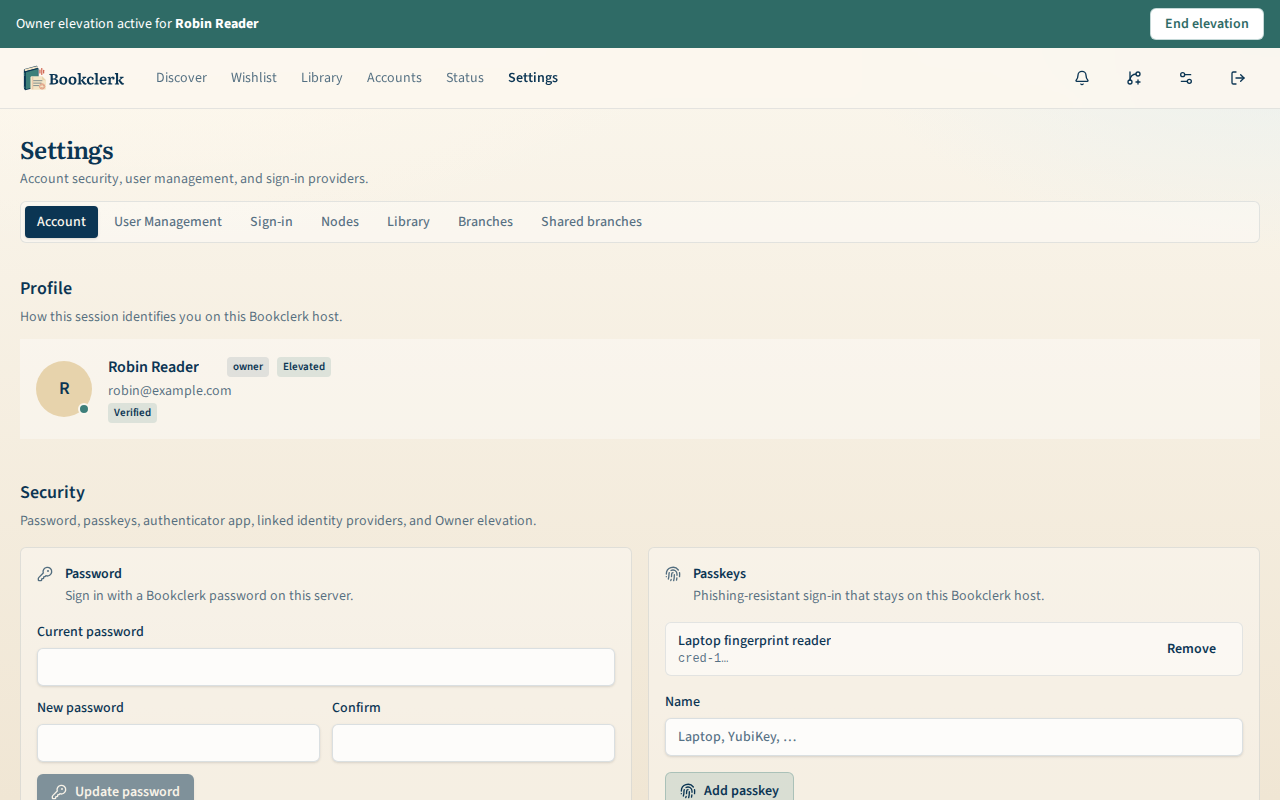 Owner elevation active for Robin Reader
End elevation
Bookclerk
Discover
Wishlist
Library
Accounts
Status
Settings
Settings
Account security, user management, and sign-in providers.
Account
User Management
Sign-in
Nodes
Library
Branches
Shared branches
Profile
How this session identifies you on this Bookclerk host.
R
Robin Reader
owner
Elevated
robin@example.com
Verified
Security
Password, passkeys, authenticator app, linked identity providers, and Owner elevation.
Password
Sign in with a Bookclerk password on this server.
Current password
New password
Confirm
Update password
Passkeys
Phishing-resistant sign-in that stays on this Bookclerk host.
Laptop fingerprint reader
cred-1…
Remove
Name
Laptop, YubiKey, …
Add passkey